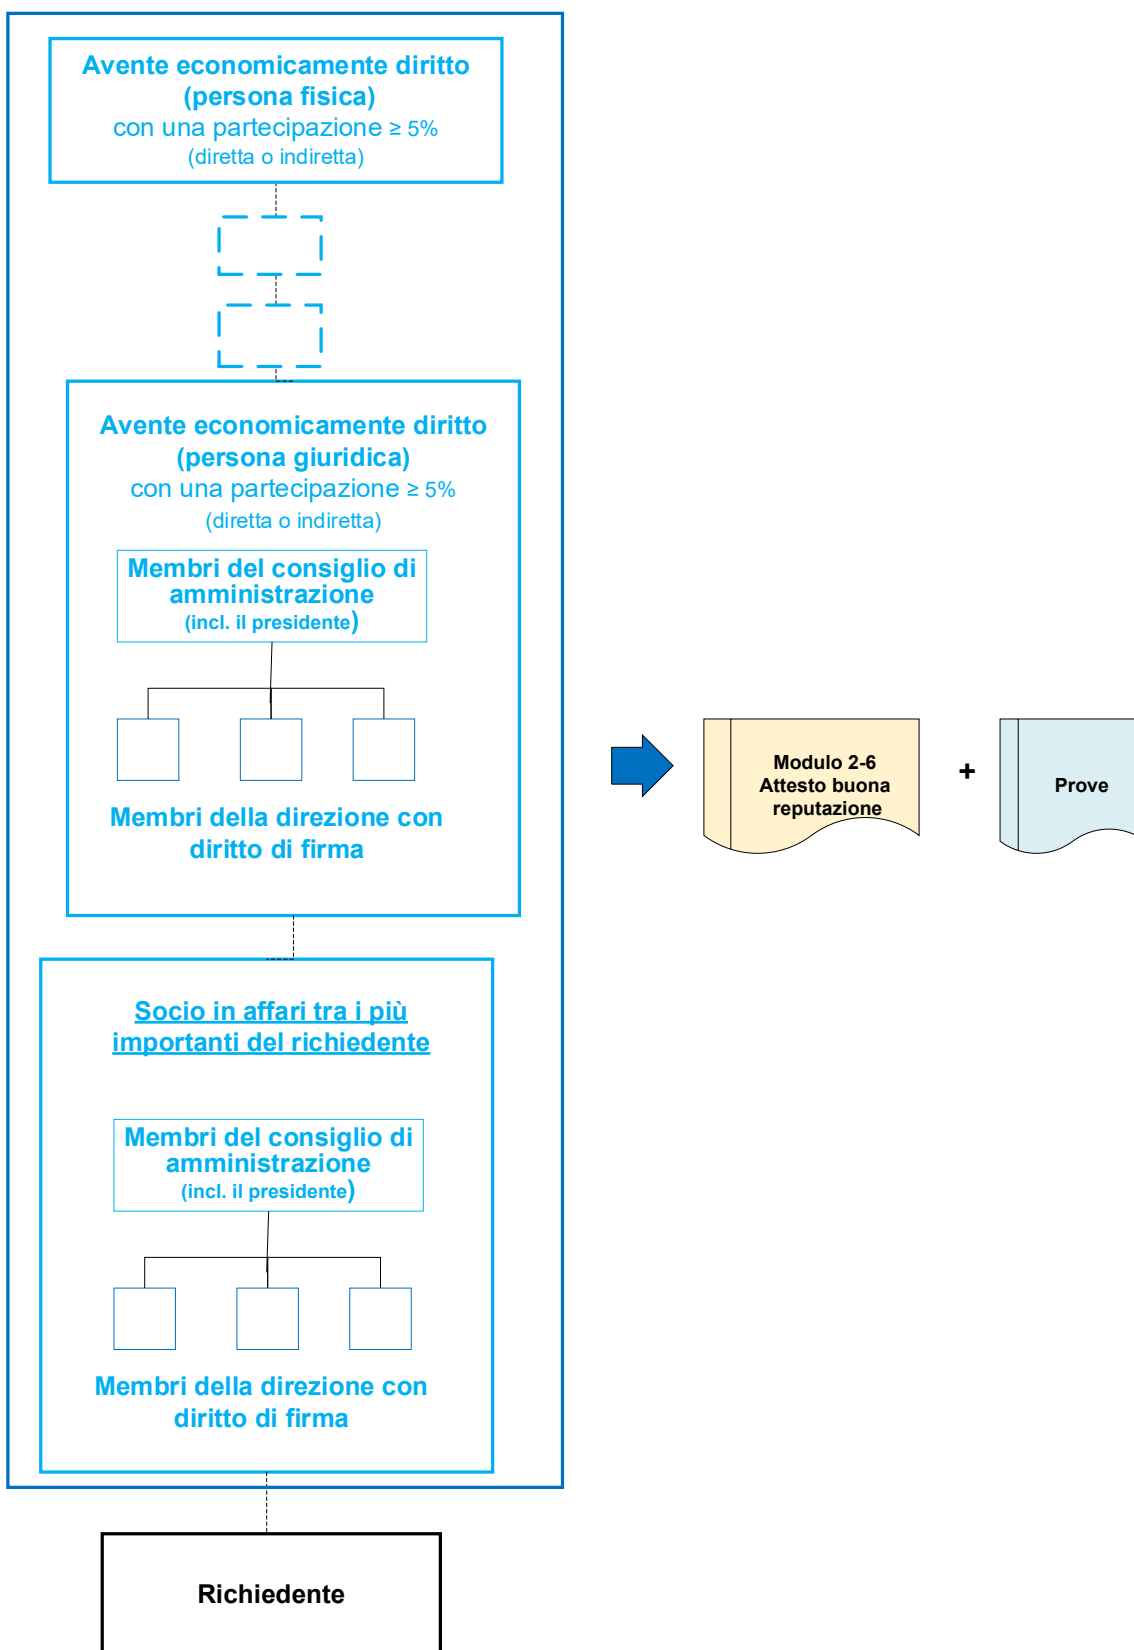 Avente economicamente diritto
(persona fisica)
con una partecipazione ≥ 5%
(diretta o indiretta)
Avente economicamente diritto
(persona giuridica)
con una partecipazione ≥ 5%
(diretta o indiretta)
Membri del consiglio di
amministrazione
(incl. il presidente)
Membri della direzione con
diritto di firma
Modulo 2-6
Attesto buona
reputazione
+
Prove
Socio in affari tra i più
importanti del richiedente
Membri del consiglio di
amministrazione
(incl. il presidente)
Membri della direzione con
diritto di firma
Richiedente